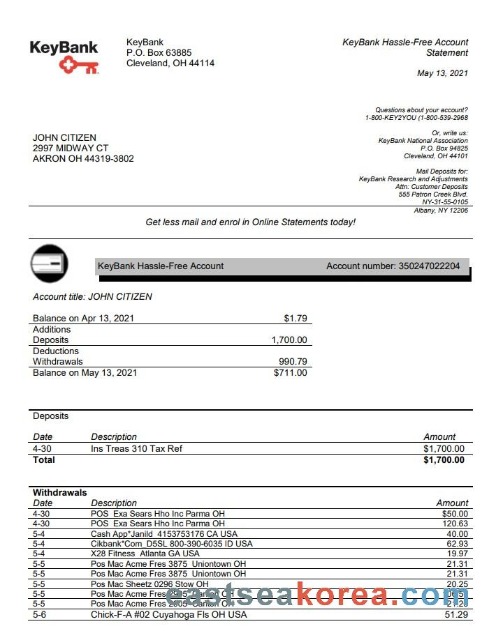 KeyBank
KeyBank
P.O. Box 63885
Cleveland, OH 44114
KeyBank Hassle-Free Account
Statement
May 13, 2021
Questions about your account?
1-800-KEY2YOU (1-800-539-2968
Or, write us:
KeyBank National Association
P.O. Box 94825
Cleveland, OH 44101
Mail Deposits for:
KeyBank Research and Adjustments
Attn: Customer Deposits
555 Patron Creek Blvd.
NY-31-55-0105
Albany, NY 12206
JOHN CITIZEN
2997 MIDWAY CT
AKRON OH 44319-3802
Get less mail and enrol in Online Statements today!
KeyBank Hassle-Free Account Account number: 350247022204
Account title: JOHN CITIZEN
Balance on Apr 13, 2021 $1.79
Additions
Deposits 1,700.00
Deductions
Withdrawals 990.79
Balance on May 13, 2021 $711.00
Deposits
Date Description Amount
4-30 Ins Treas 310 Tax Ref $1,700.00
Total $1,700.00
Withdrawals
Date Description Amount
4-30 POS Exa Sears Hho Inc Parma OH $50.00
4-30 POS Exa Sears Hho Inc Parma OH 120.63
5-4 Cash App*Janild 4153753176 CA USA 40.00
5-4 Cikbank*Com_D5SL 800-390-6035 ID USA 62.93
5-4 X28 Fitness Atlanta GA USA 19.97
5-5 Pos Mac Acme Fres 3875 Uniontown OH 21.31
5-5 Pos Mac Acme Fres 3875 Uniontown OH 21.31
5-5 Pos Mac Sheetz 0296 Stow OH 20.25
5-5 Pos Mac Acme Fres OH
5-5 Pos Mac Acme Fres OH
5-6 Chick-F-A #02 Cuyahoga Fls OH USA 51.29
eastseakorea.com